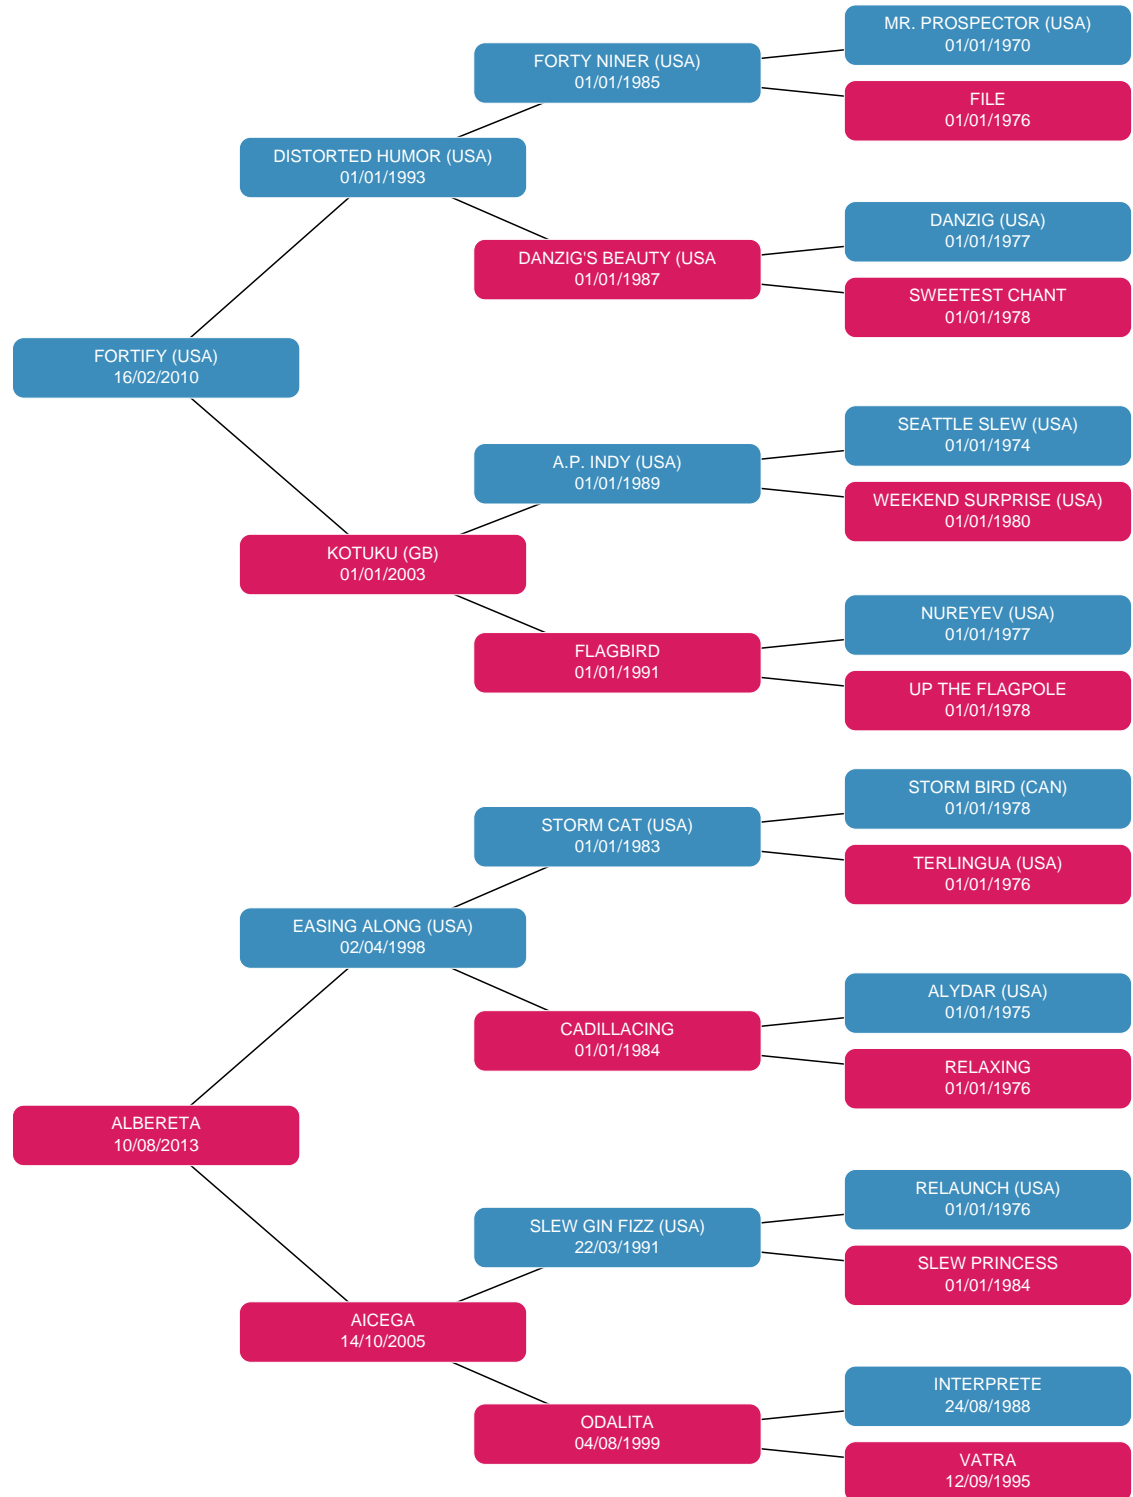 MR. PROSPECTOR (USA)
01/01/1970
FORTY NINER (USA)
01/01/1985
FILE
01/01/1976
DISTORTED HUMOR (USA)
01/01/1993
DANZIG (USA)
01/01/1977
DANZIG'S BEAUTY (USA
01/01/1987
SWEETEST CHANT
01/01/1978
FORTIFY (USA)
16/02/2010
SEATTLE SLEW (USA)
01/01/1974
A.P. INDY (USA)
01/01/1989
WEEKEND SURPRISE (USA)
01/01/1980
KOTUKU (GB)
01/01/2003
NUREYEV (USA)
01/01/1977
FLAGBIRD
01/01/1991
UP THE FLAGPOLE
01/01/1978
STORM BIRD (CAN)
01/01/1978
STORM CAT (USA)
01/01/1983
TERLINGUA (USA)
01/01/1976
EASING ALONG (USA)
02/04/1998
ALYDAR (USA)
01/01/1975
CADILLACING
01/01/1984
RELAXING
01/01/1976
ALBERETA
10/08/2013
RELAUNCH (USA)
01/01/1976
SLEW GIN FIZZ (USA)
22/03/1991
SLEW PRINCESS
01/01/1984
AICEGA
14/10/2005
INTERPRETE
24/08/1988
ODALITA
04/08/1999
VATRA
12/09/1995